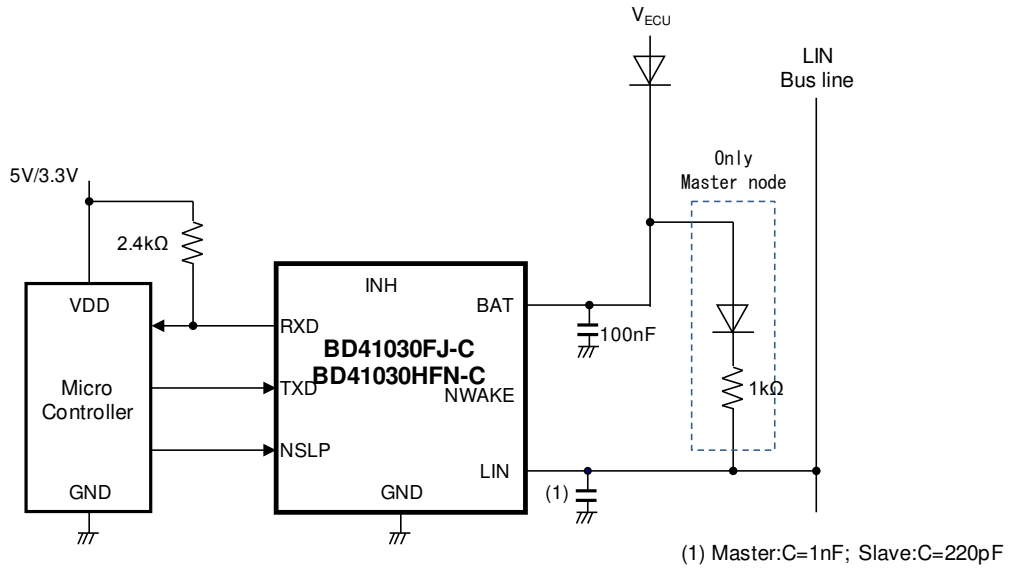 V_ECU
LIN
Bus line
Only
Master node
5V/3.3V
2.4kΩ
VDD
Micro
Controller
GND
INH
BAT
RXD
BD41030FJ-C
BD41030HFN-C
TXD
NWAKE
NSLP
LIN
GND
100nF
1kΩ
(1)
(1) Master:C=1nF; Slave:C=220pF